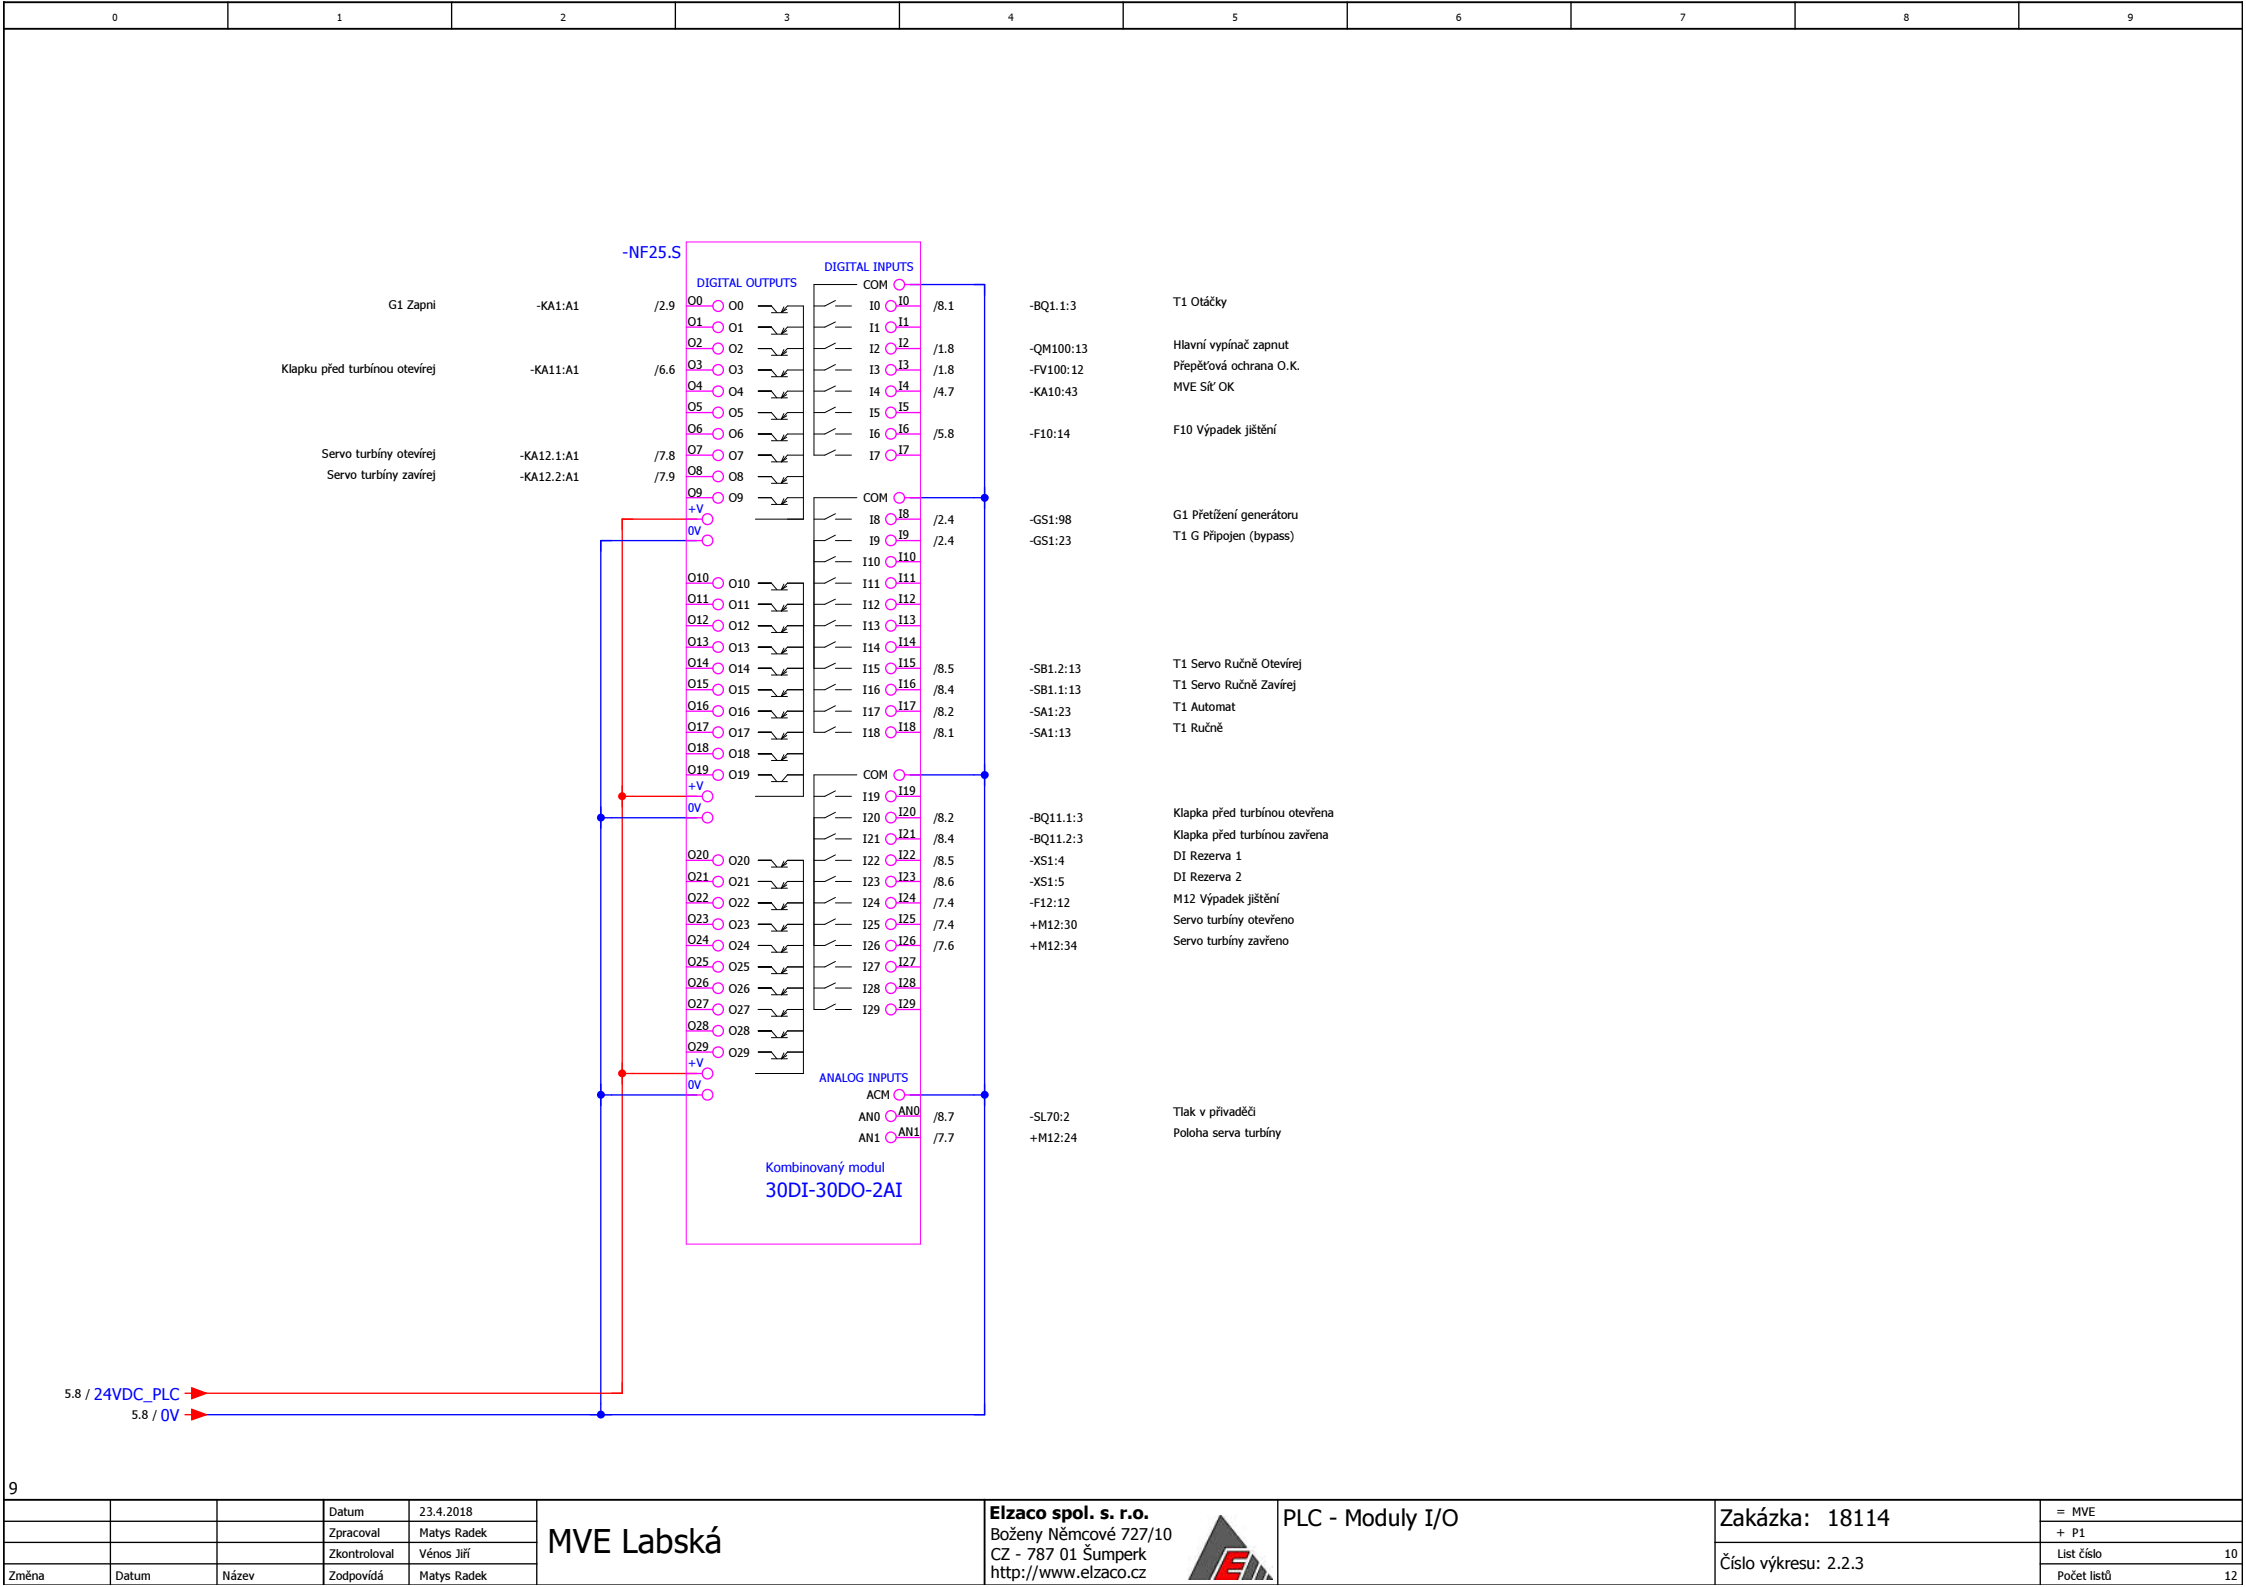 0 1 2 3 4 5 6 7 8 9
-NF25.S
DIGITAL OUTPUTS DIGITAL INPUTS
COM
G1 Zapni -KA1:A1 /2.9 O0 O0 I0 I0 /8.1 -BQ1.1:3 T1 Otáčky
O1 O1 I1 I1
O2 O2 I2 I2 /1.8 -QM100:13 Hlavní vypínač zapnut
Klapku před turbínou otevírej -KA11:A1 /6.6 O3 O3 I3 I3 /1.8 -FV100:12 Přepěťová ochrana O.K.
O4 O4 I4 I4 /4.7 -KA10:43 MVE Síť OK
O5 O5 I5 I5
O6 O6 I6 I6 /5.8 -F10:14 F10 Výpadek jištění
Servo turbíny otevírej -KA12.1:A1 /7.8 O7 O7 I7 I7
Servo turbíny zavírej -KA12.2:A1 /7.9 O8 O8
O9 O9 COM
+V I8 I8 /2.4 -GS1:98 G1 Přetížení generátoru
0V I9 I9 /2.4 -GS1:23 T1 G Připojen (bypass)
I10 I10
O10 O10 I11 I11
O11 O11 I12 I12
O12 O12 I13 I13
O13 O13 I14 I14
O14 O14 I15 I15 /8.5 -SB1.2:13 T1 Servo Ručně Otevírej
O15 O15 I16 I16 /8.4 -SB1.1:13 T1 Servo Ručně Zavírej
O16 O16 I17 I17 /8.2 -SA1:23 T1 Automat
O17 O17 I18 I18 /8.1 -SA1:13 T1 Ručně
O18 O18
O19 O19 COM
+V I19 I19
0V I20 I20 /8.2 -BQ11.1:3 Klapka před turbínou otevřena
I21 I21 /8.4 -BQ11.2:3 Klapka před turbínou zavřena
O20 O20 I22 I22 /8.5 -XS1:4 DI Rezerva 1
O21 O21 I23 I23 /8.6 -XS1:5 DI Rezerva 2
O22 O22 I24 I24 /7.4 -F12:12 M12 Výpadek jištění
O23 O23 I25 I25 /7.4 +M12:30 Servo turbíny otevřeno
O24 O24 I26 I26 /7.6 +M12:34 Servo turbíny zavřeno
O25 O25 I27 I27
O26 O26 I28 I28
O27 O27 I29 I29
O28 O28
O29 O29
+V ANALOG INPUTS
0V ACM
AN0 AN0 /8.7 -SL70:2 Tlak v přivaděči
AN1 AN1 /7.7 +M12:24 Poloha serva turbíny
Kombinovaný modul
30DI-30DO-2AI
5.8 / 24VDC_PLC
5.8 / 0V
9
Datum 23.4.2018
Zpracoval Matys Radek
Zkontroloval Vénos Jiří
Změna Datum Název Zodpovídá Matys Radek
MVE Labská
Elzaco spol. s. r.o.
Boženy Němcové 727/10
CZ - 787 01 Šumperk
http://www.elzaco.cz
PLC - Moduly I/O
Zakázka: 18114
Číslo výkresu: 2.2.3
= MVE
+ P1
List číslo 10
Počet listů 12